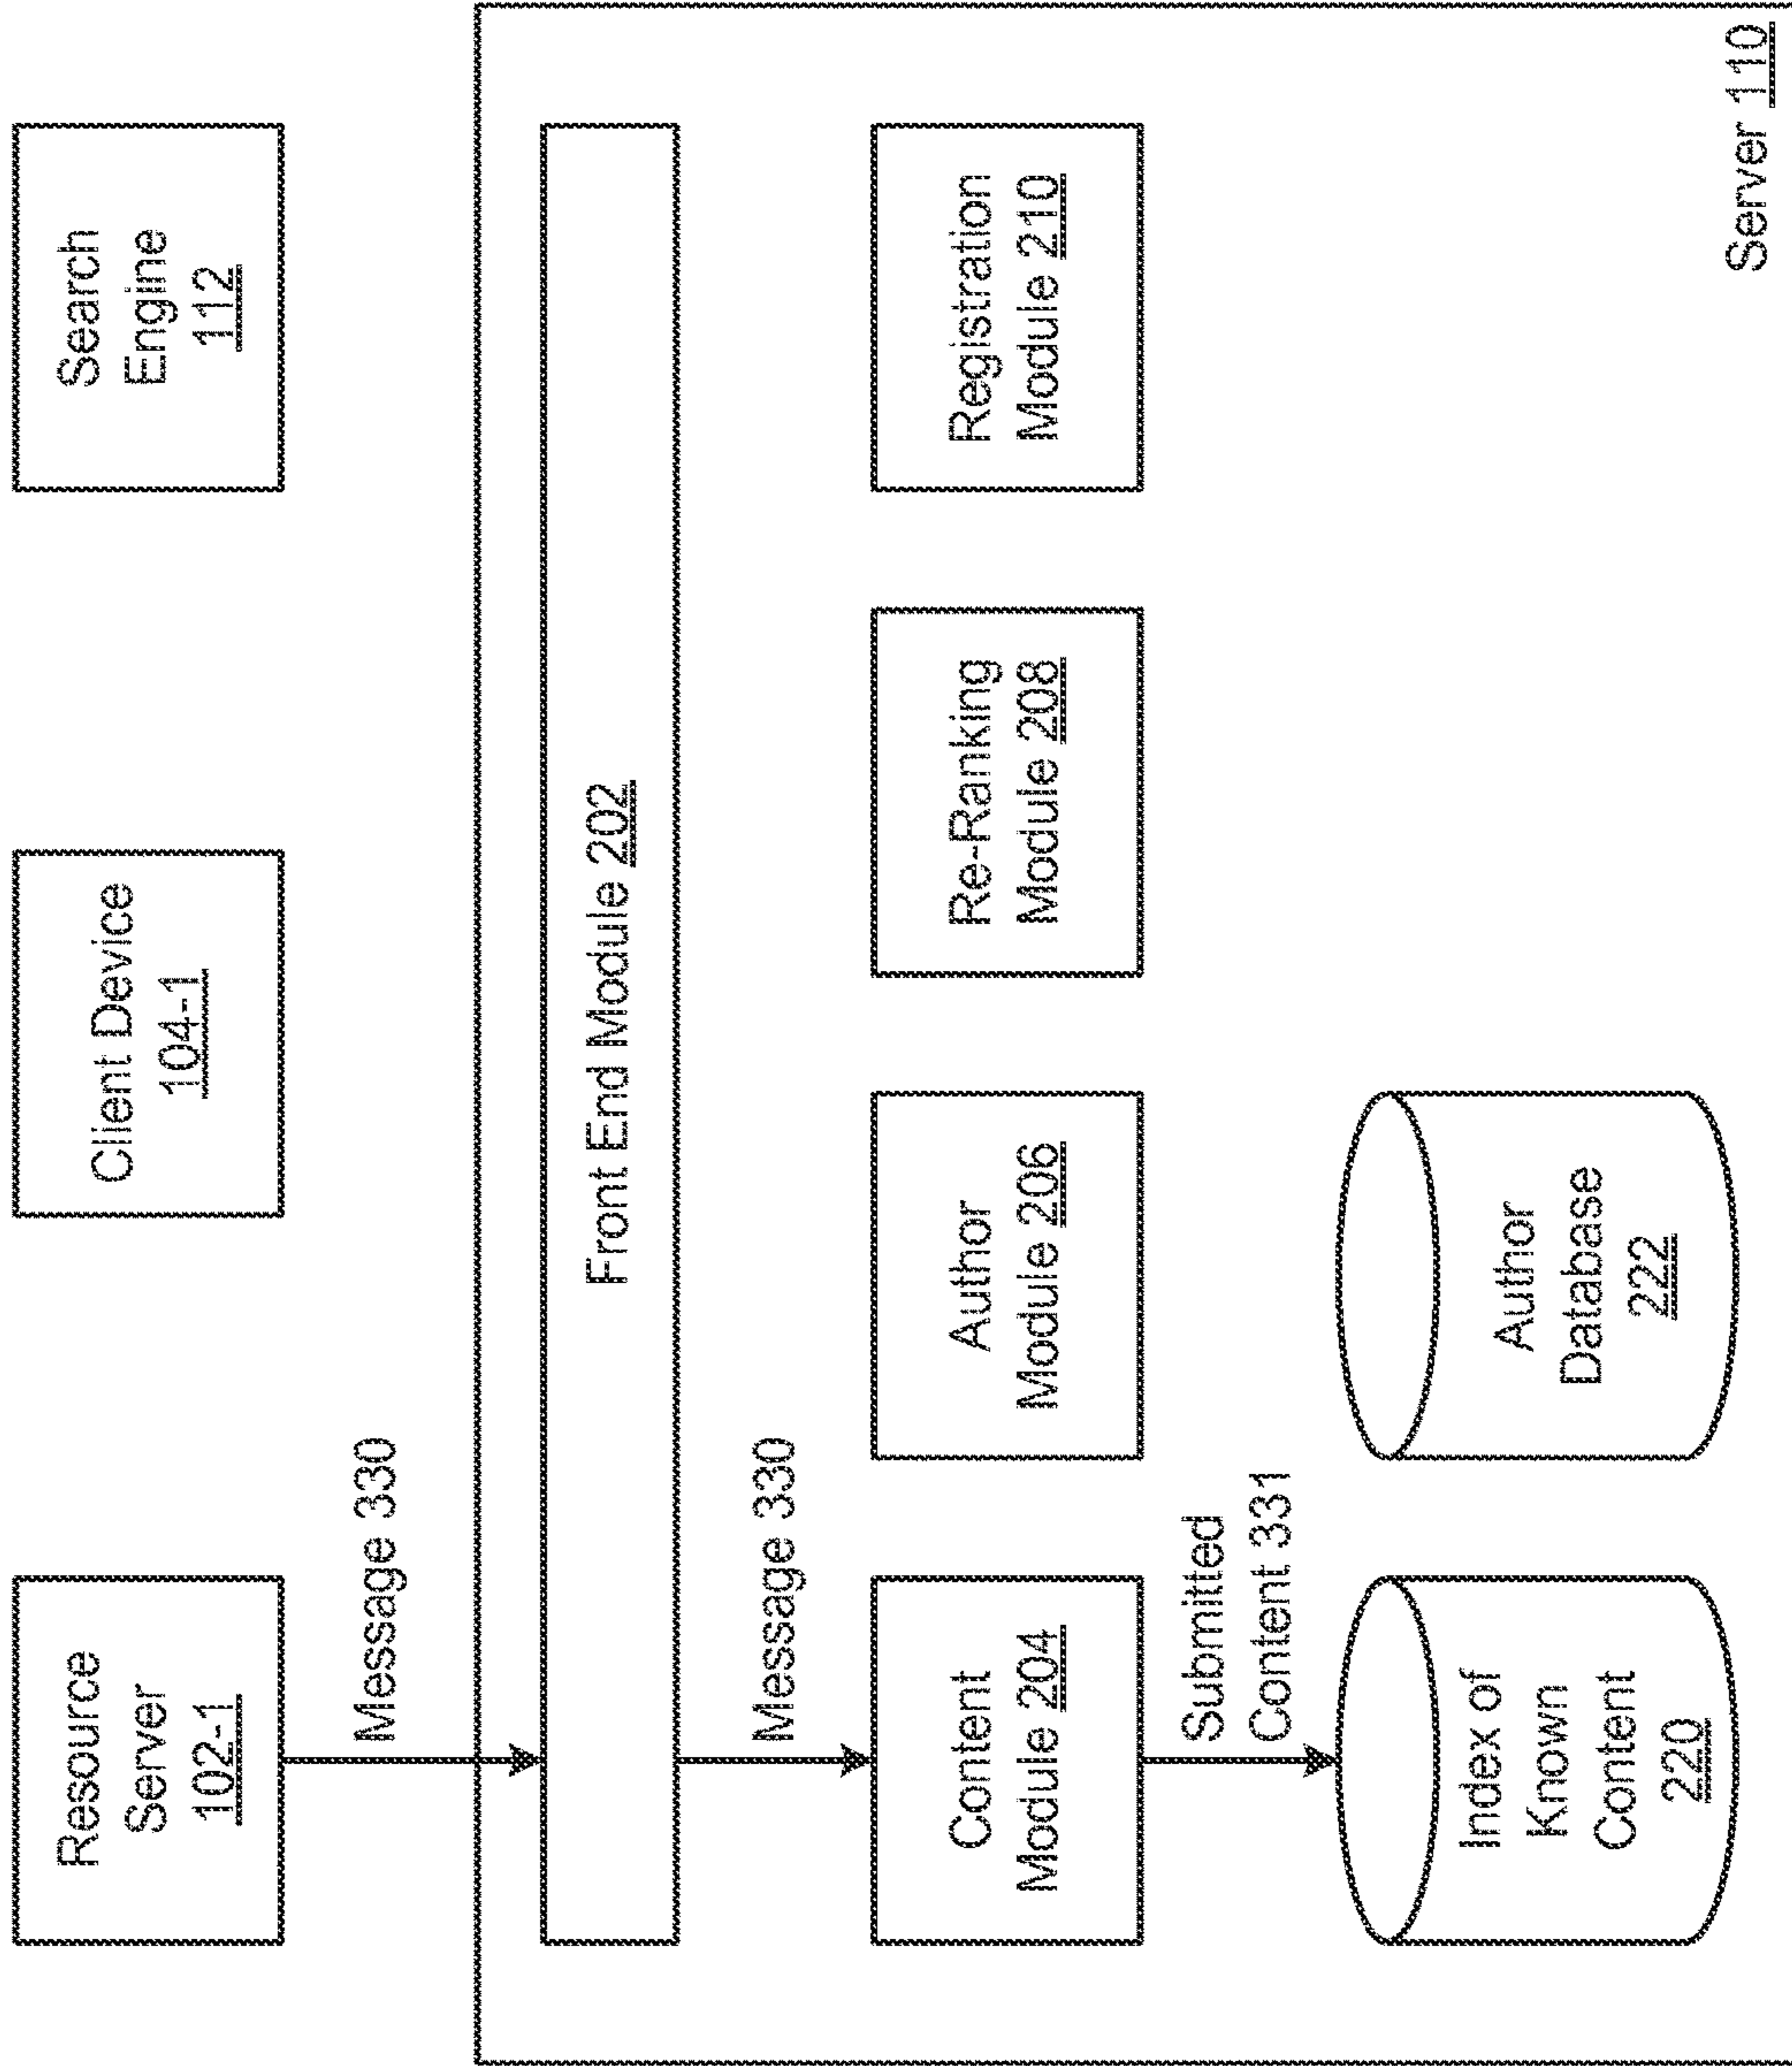 Resource
Server
102-1
Client Device
104-1
Search
Engine
112
Message 330
Front End Module 202
Message 330
Content
Module 204
Author
Module 206
Re-Ranking
Module 208
Registration
Module 210
Submitted
Content 331
Index of
Known
Content
220
Author
Database
222
Server 110